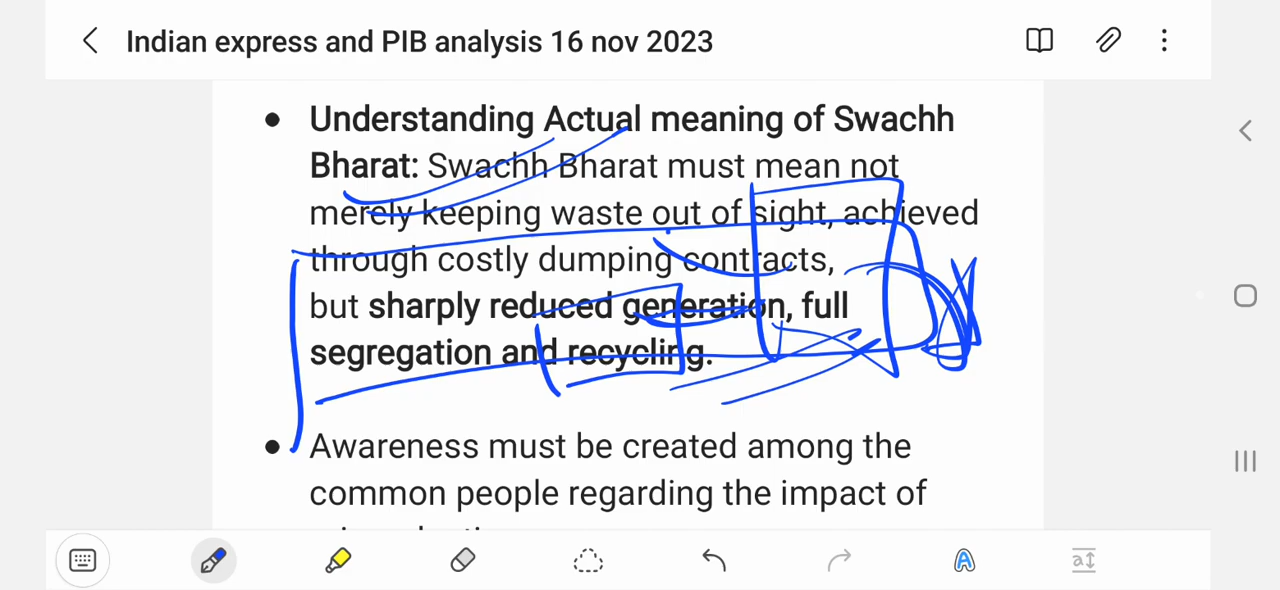 Indian express and PIB analysis 16 nov 2023
Understanding Actual meaning of Swachh
Bharat: Swachh Bharat must mean not
merely keeping waste out of sight, achieved
through costly dumping contracts,
but sharply reduced generation, full
segregation and recycling.
Awareness must be created among the
common people regarding the impact of